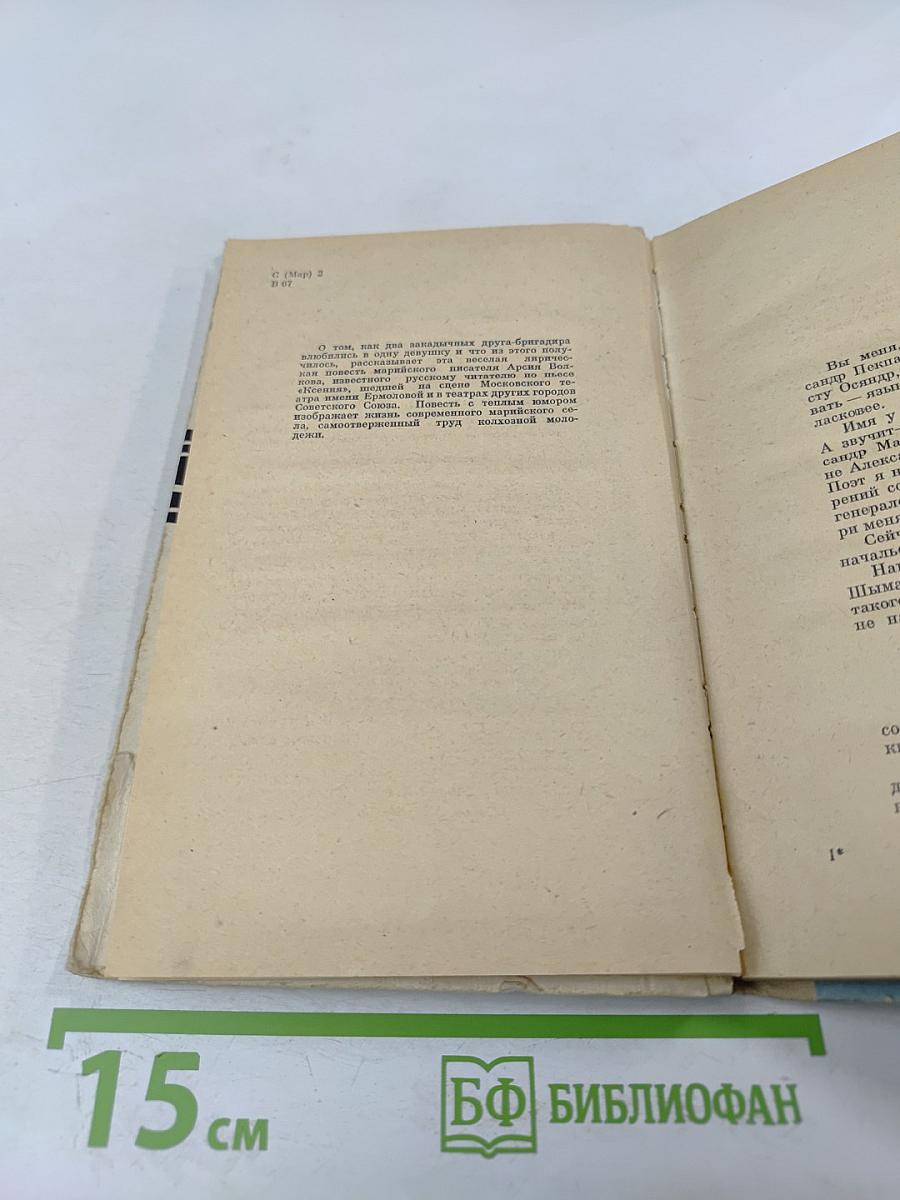 С (Мар) 2
В 67
О том, как два закадычных друга-бригадира
влюбились в одну девушку и что из этого полу-
чилось, рассказывает эта веселая лиричес-
кая повесть марийского писателя Арсия Вол-
кова, известного русскому читателю по пьесе
«Ксения», шедшей на сцене Московского те-
атра имени Ермоловой и в театрах других городов
Советского Союза. Повесть с теплым юмором
изображает жизнь современного марийского се-
ла, самоотверженный труд колхозной моло-
дежи.
Вы меня,
сандр Пекпа
сту Осяндр,
вать — язы
ласковее.
Имя у
А звучит—
сандр Ма
не Алекса
Поэт я н
рений со
генерал
ри меня
Сейч
началь
На
Шыма
таког
не н
со
к
1*
15 см
БФ БИБЛИОФАН